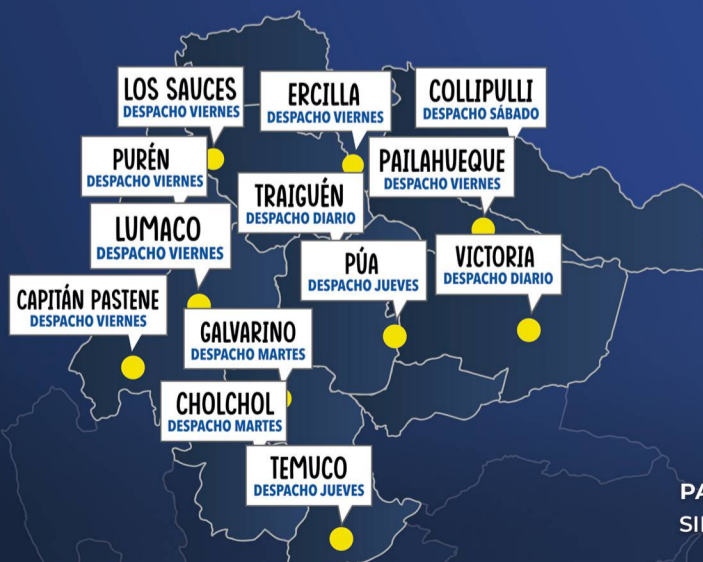 LOS SAUCES
DESPACHO VIERNES
ERCILLA
DESPACHO VIERNES
COLLIPULLI
DESPACHO SÁBADO
PURÉN
DESPACHO VIERNES
PAILAHUEQUE
DESPACHO VIERNES
TRAIGUÉN
DESPACHO DIARIO
LUMACO
DESPACHO VIERNES
PÚA
DESPACHO JUEVES
VICTORIA
DESPACHO DIARIO
CAPITÁN PASTENE
DESPACHO VIERNES
GALVARINO
DESPACHO MARTES
CHOLCHOL
DESPACHO MARTES
TEMUCO
DESPACHO JUEVES